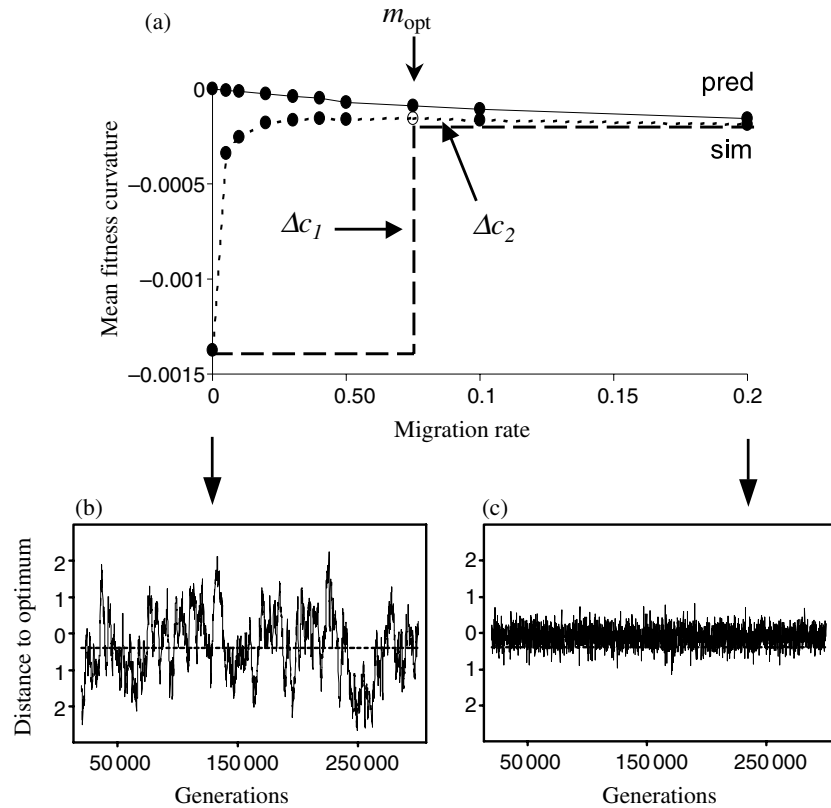 (a)
m_opt
0
−0.0005
−0.001
−0.0015
Mean fitness curvature
pred
sim
Δc_1
Δc_2
0 0.50 0.1 0.15 0.2
Migration rate
(b)
2
1
0
1
2
Distance to optimum
50 000 150 000 250 000
Generations
(c)
2
1
0
1
2
50 000 150 000 250 000
Generations